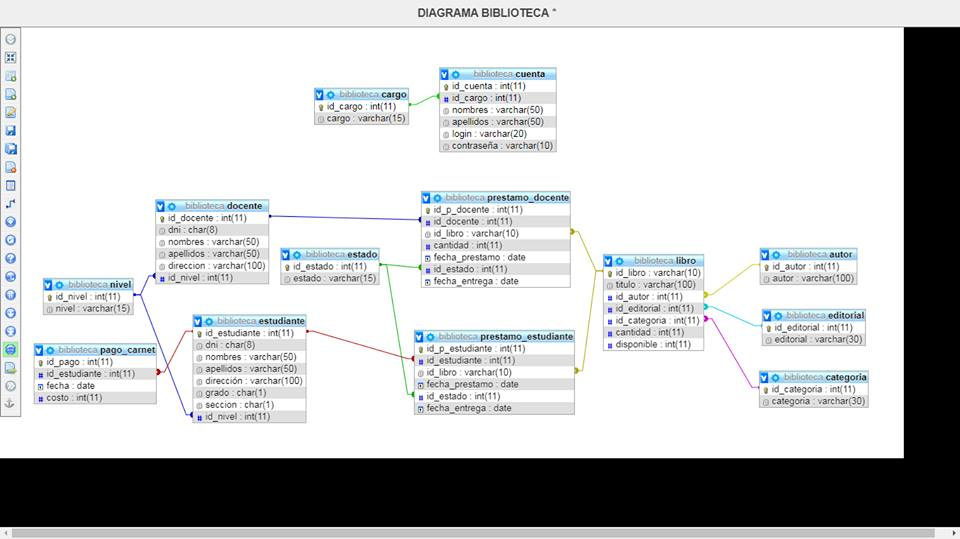 DIAGRAMA BIBLIOTECA *
biblioteca cargo
id_cargo : int(11)
cargo : varchar(15)
biblioteca cuenta
id_cuenta : int(11)
id_cargo : int(11)
nombres : varchar(50)
apellidos : varchar(50)
login : varchar(20)
contraseña : varchar(10)
biblioteca docente
id_docente : int(11)
dni : char(8)
nombres : varchar(50)
apellidos : varchar(50)
direccion : varchar(100)
id_nivel : int(11)
biblioteca estado
id_estado : int(11)
estado : varchar(15)
biblioteca prestamo_docente
id_p_docente : int(11)
id_docente : int(11)
id_libro : varchar(10)
cantidad : int(11)
fecha_prestamo : date
id_estado : int(11)
fecha_entrega : date
biblioteca libro
id_libro : varchar(10)
titulo : varchar(100)
id_autor : int(11)
id_editorial : int(11)
id_categoria : int(11)
cantidad : int(11)
disponible : int(11)
biblioteca autor
id_autor : int(11)
autor : varchar(100)
biblioteca nivel
id_nivel : int(11)
nivel : varchar(15)
biblioteca estudiante
id_estudiante : int(11)
dni : char(8)
nombres : varchar(50)
apellidos : varchar(50)
dirección : varchar(100)
grado : char(1)
seccion : char(1)
id_nivel : int(11)
biblioteca editorial
id_editorial : int(11)
editorial : varchar(30)
biblioteca pago_carnet
id_pago : int(11)
id_estudiante : int(11)
fecha : date
costo : int(11)
biblioteca prestamo_estudiante
id_p_estudiante : int(11)
id_estudiante : int(11)
id_libro : varchar(10)
fecha_prestamo : date
id_estado : int(11)
fecha_entrega : date
biblioteca categoria
id_categoria : int(11)
categoria : varchar(30)